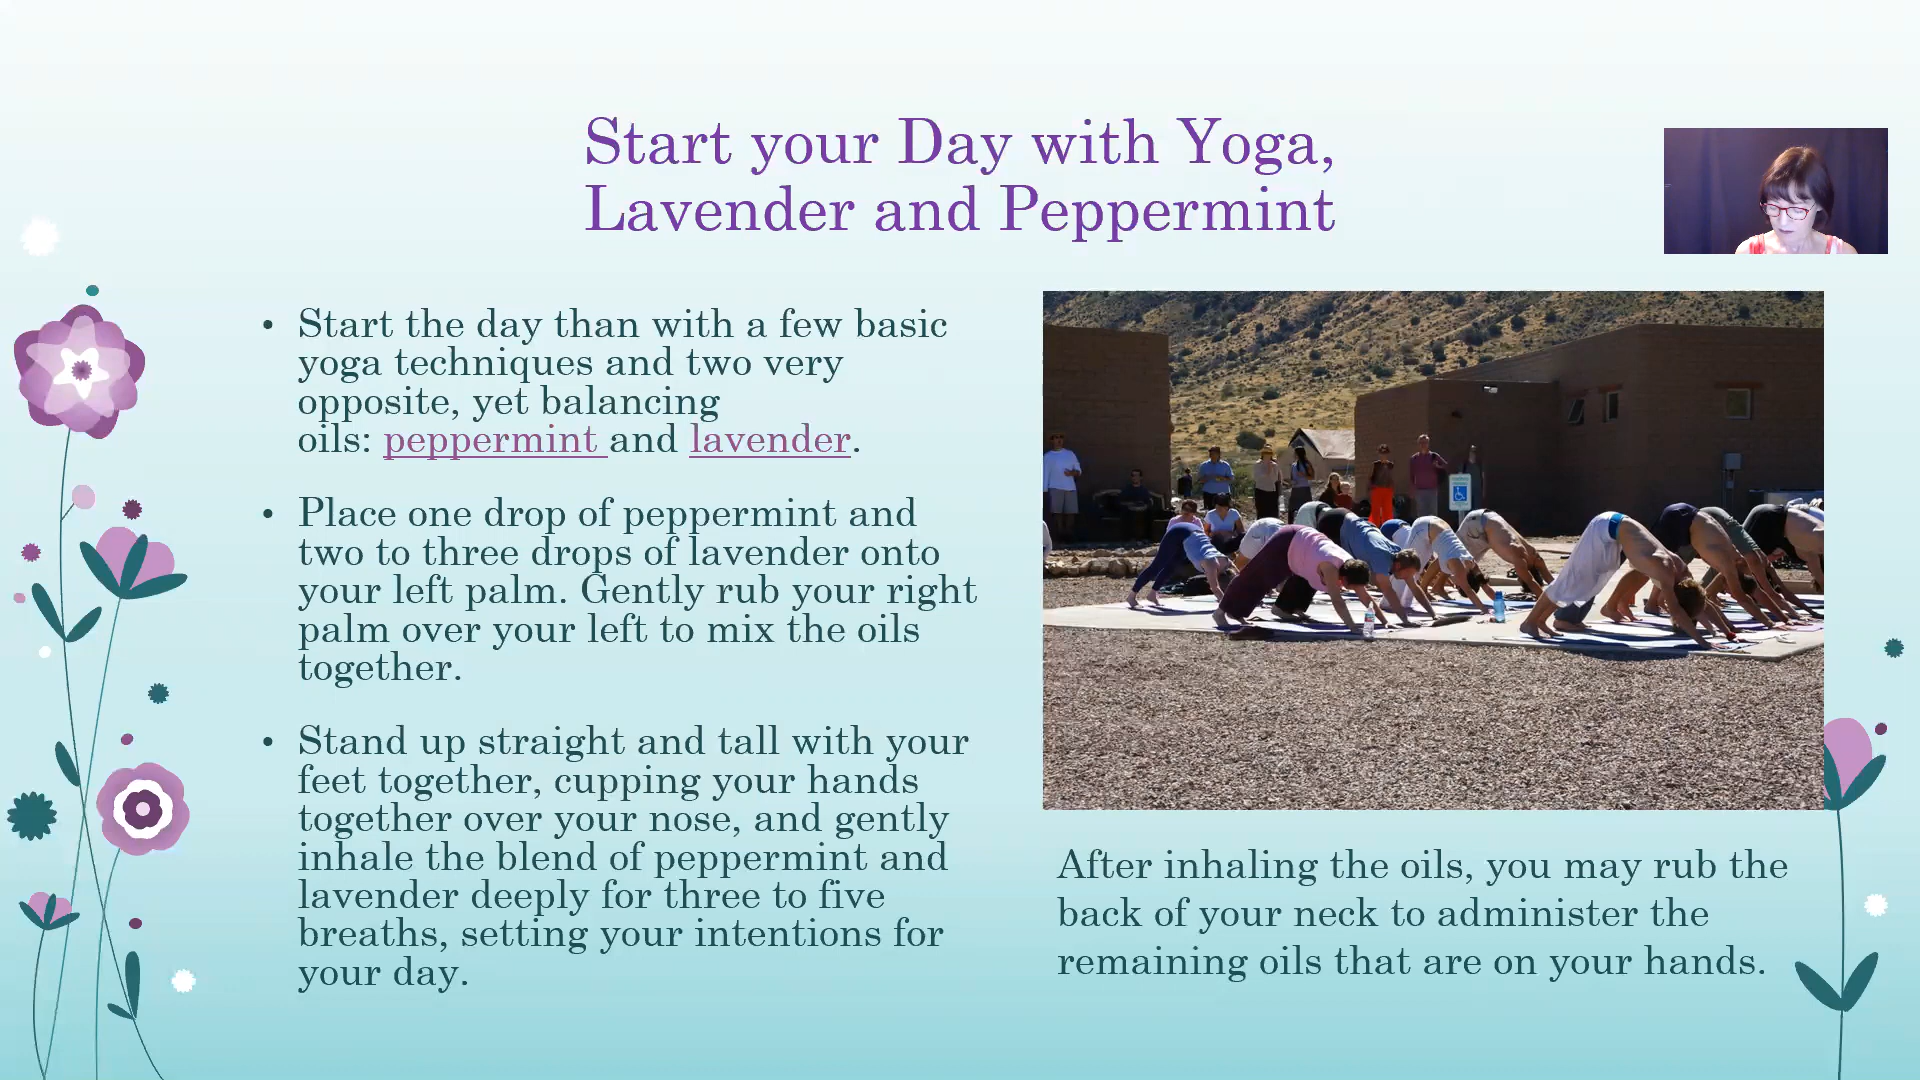 Start your Day with Yoga,
Lavender and Peppermint
• Start the day than with a few basic
yoga techniques and two very
opposite, yet balancing
oils: peppermint and lavender.
• Place one drop of peppermint and
two to three drops of lavender onto
your left palm. Gently rub your right
palm over your left to mix the oils
together.
• Stand up straight and tall with your
feet together, cupping your hands
together over your nose, and gently
inhale the blend of peppermint and
lavender deeply for three to five
breaths, setting your intentions for
your day.
After inhaling the oils, you may rub the
back of your neck to administer the
remaining oils that are on your hands.